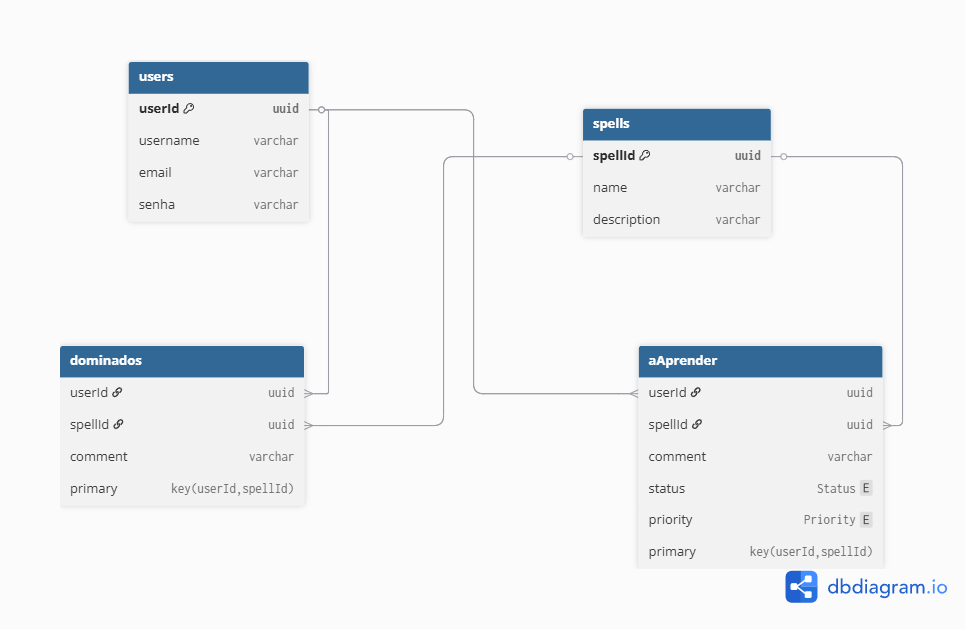 users
userId uuid
username varchar
email varchar
senha varchar
spells
spellId uuid
name varchar
description varchar
dominados
userId uuid
spellId uuid
comment varchar
primary key(userId,spellId)
aAprender
userId uuid
spellId uuid
comment varchar
status Status E
priority Priority E
primary key(userId,spellId)
dbdiagram.io